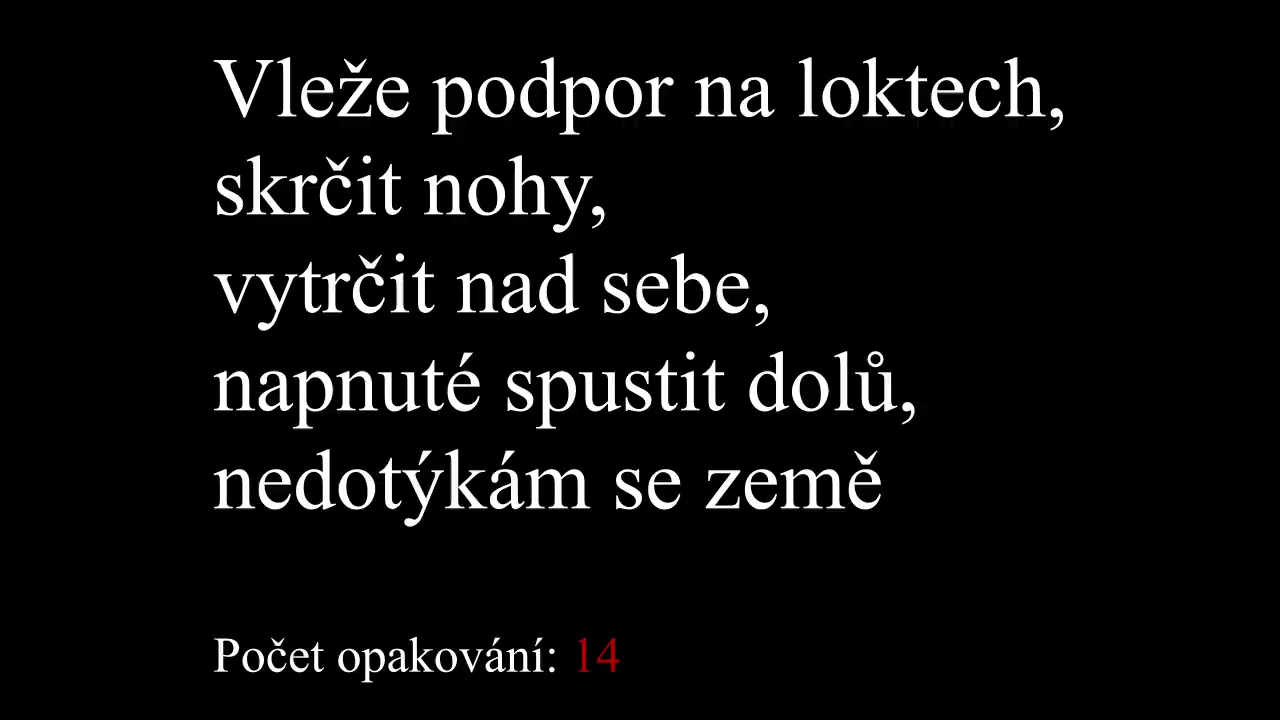 Vleže podpor na loktech,
skrčit nohy,
vytrčit nad sebe,
napnuté spustit dolů,
nedotýkám se země
Počet opakování: 14